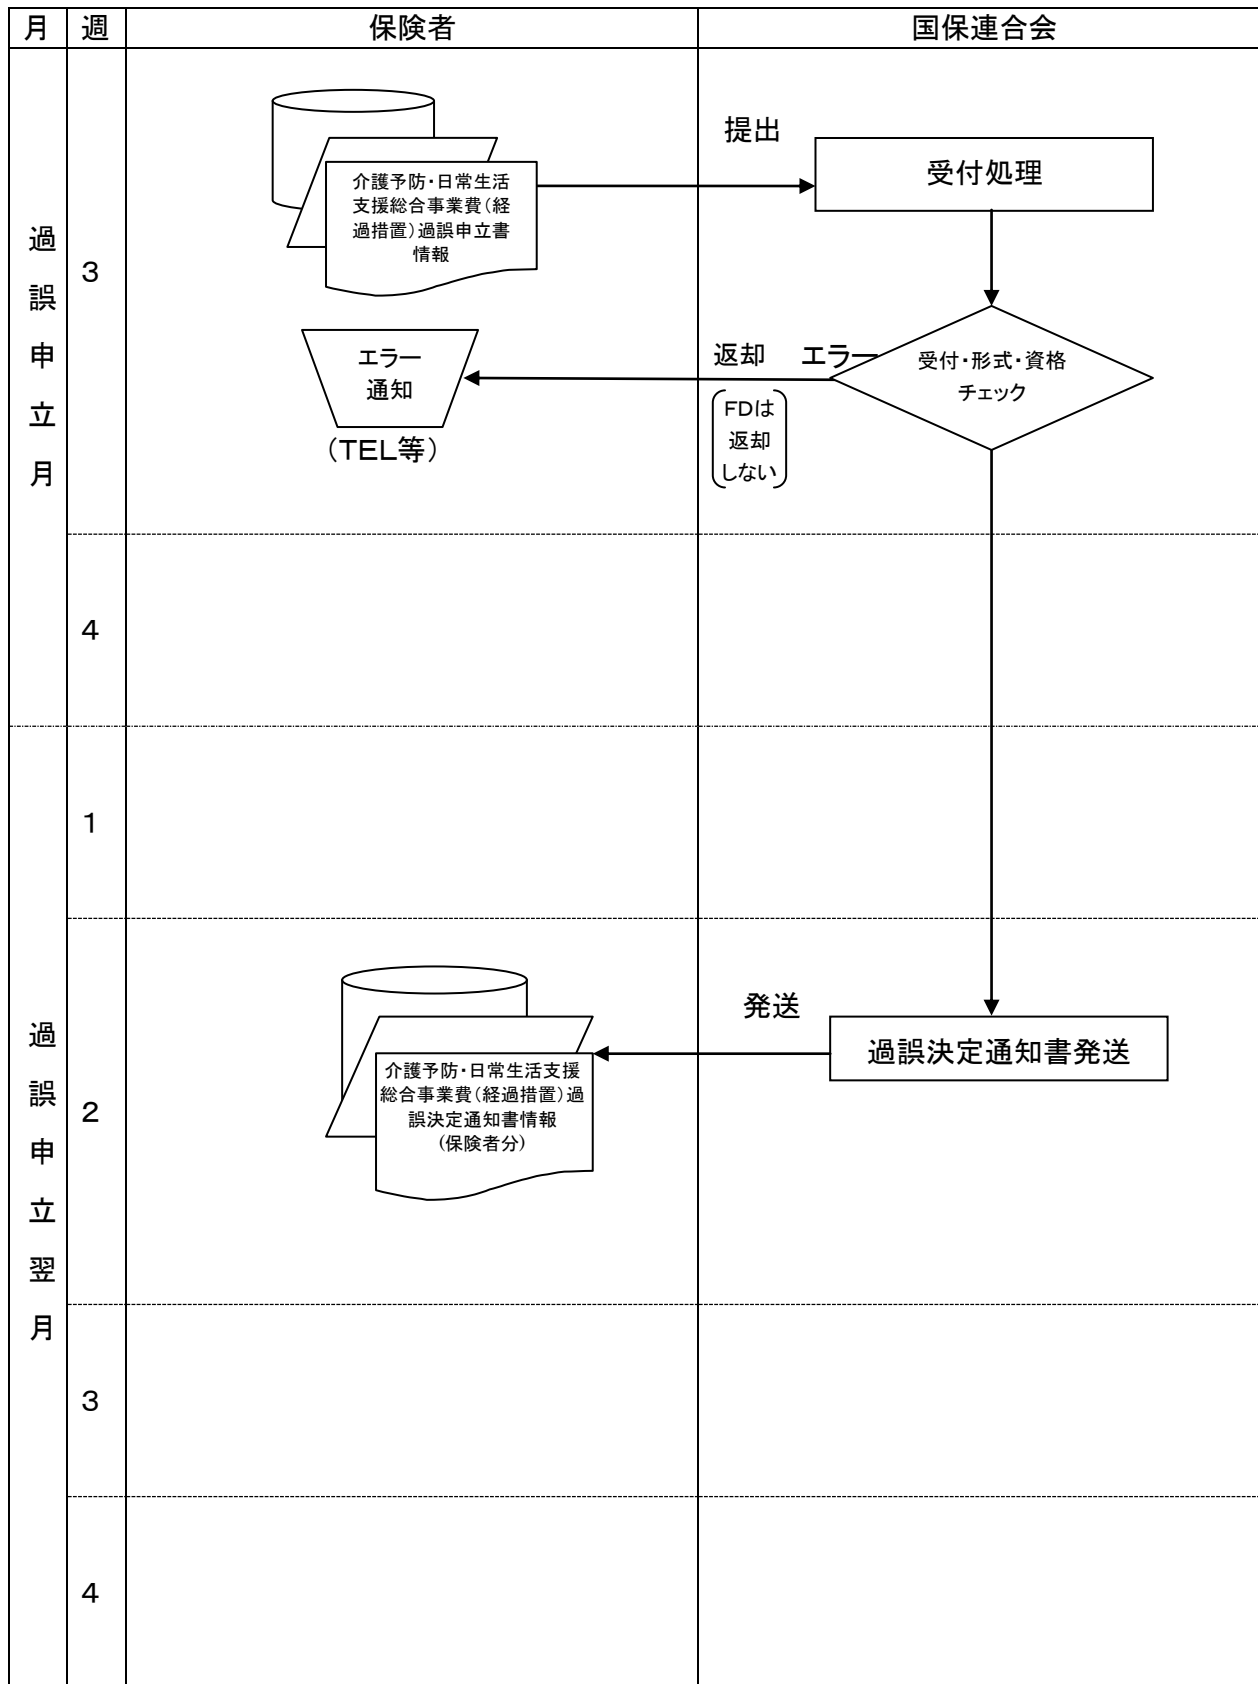 月 週 保険者 国保連合会
過
誤
申
立
月
3
介護予防・日常生活
支援総合事業費（経
過措置）過誤申立書
情報
提出
受付処理
エラー
通知
（TEL等）
返却 エラー
FDは
返却
しない
受付・形式・資格
チェック
4
過
誤
申
立
翌
月
1
2
介護予防・日常生活支援
総合事業費（経過措置）過
誤決定通知書情報
(保険者分)
発送
過誤決定通知書発送
3
4